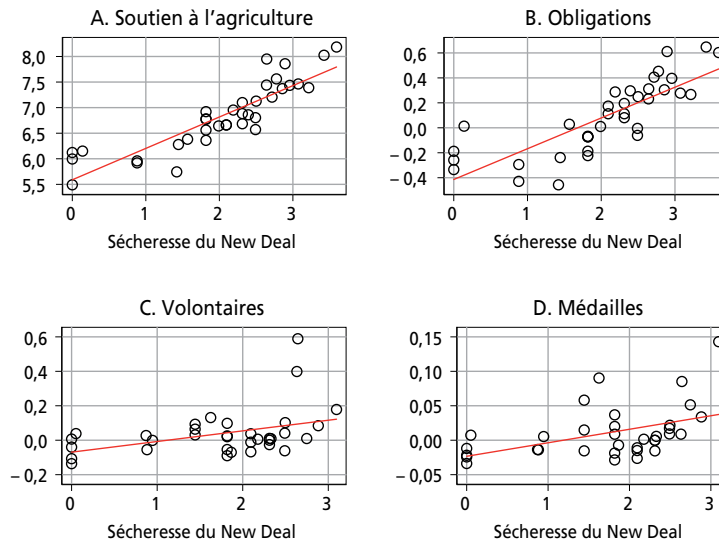 A. Soutien à l’agriculture
8,0
7,5
7,0
6,5
6,0
5,5
0 1 2 3
Sécheresse du New Deal
B. Obligations
0,6
0,4
0,2
0,0
– 0,2
– 0,4
0 1 2 3
Sécheresse du New Deal
C. Volontaires
0,6
0,4
0,2
0,0
– 0,2
0 1 2 3
Sécheresse du New Deal
D. Médailles
0,15
0,10
0,05
0,00
– 0,05
0 1 2 3
Sécheresse du New Deal